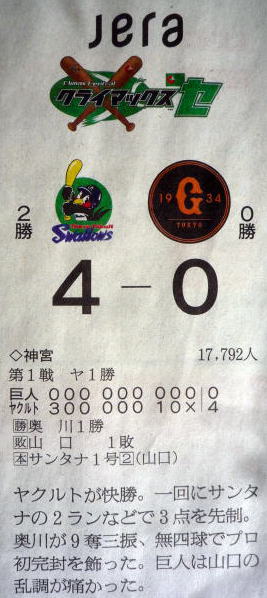 Jera
Climax Central
クライマックス セ
2勝
Swallows
1934
G
TOKYO
0勝
4―0
◇神宮 17,792人
第1戦 ヤ1勝
巨人 000 000 000 0
ヤクルト 300 000 10× 4
勝奥 川1勝
敗山 口 1敗
本サンタナ1号②(山口)
ヤクルトが快勝。一回にサンタ
ナの2ランなどで3点を先制。
奥川が9奪三振、無四球でプロ
初完封を飾った。巨人は山口の
乱調が痛かった。